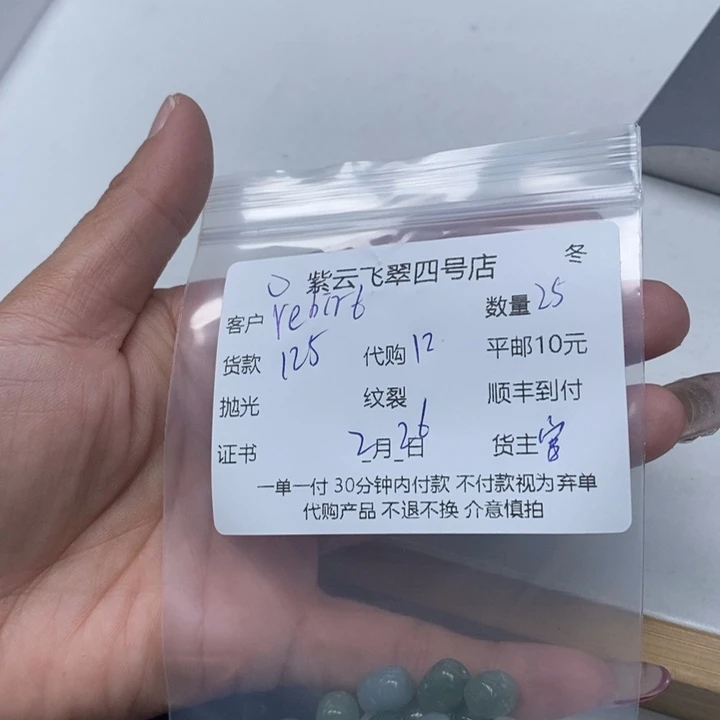 紫云飞翠四号店 冬
客户 rebirt 数量 25
货款 125 代购 12 平邮10元
抛光 纹裂 顺丰到付
证书 2月26日 货主
一单一付 30分钟内付款 不付款视为弃单
代购产品 不退不换 介意慎拍